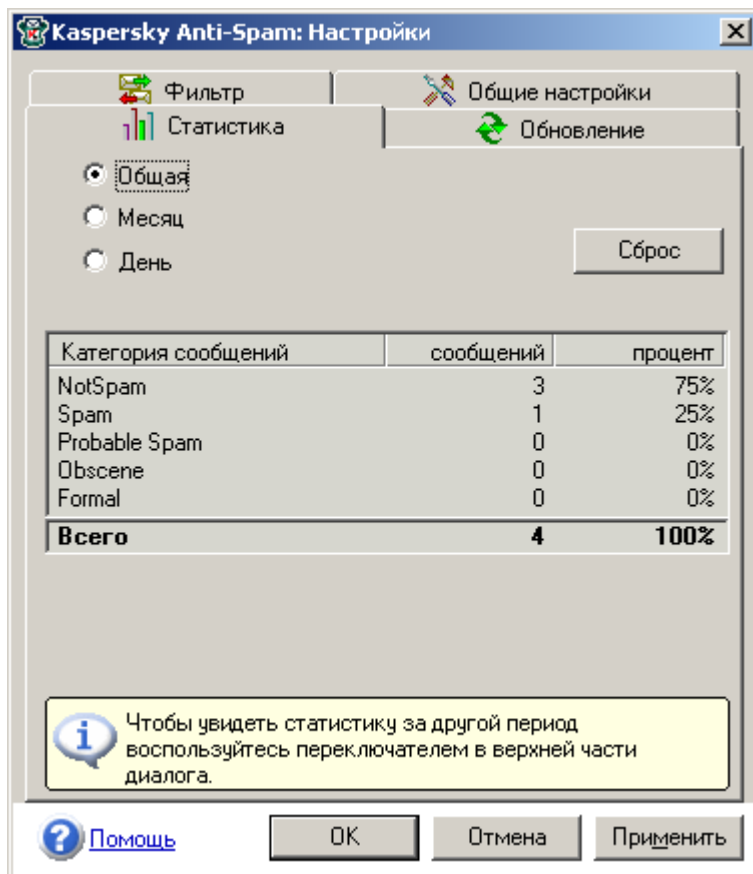 Kaspersky Anti-Spam: Настройки
Фильтр Общие настройки
Статистика Обновление
Общая
Месяц
День
Сброс
Категория сообщений сообщений процент
NotSpam 3 75%
Spam 1 25%
Probable Spam 0 0%
Obscene 0 0%
Formal 0 0%
Всего 4 100%
Чтобы увидеть статистику за другой период
воспользуйтесь переключателем в верхней части
диалога.
Помощь OK Отмена Применить